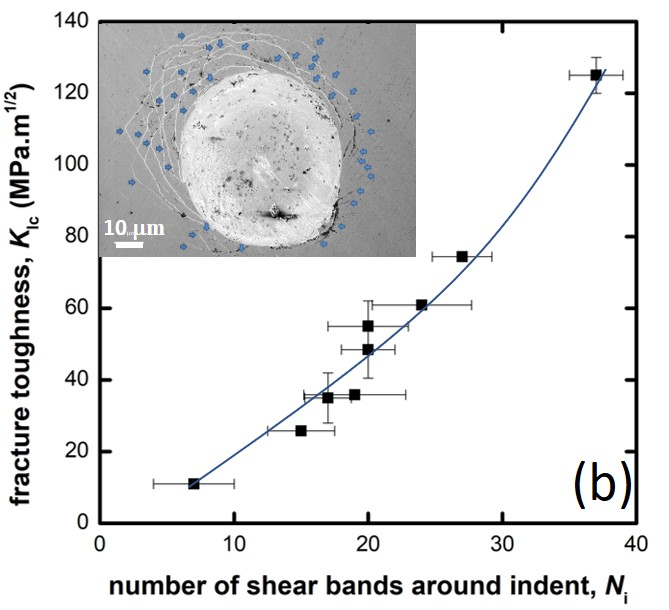 140
120
100
80
60
40
20
0
fracture toughness, K_Ic (MPa.m^1/2)
10 μm
(b)
0 10 20 30 40
number of shear bands around indent, N_i